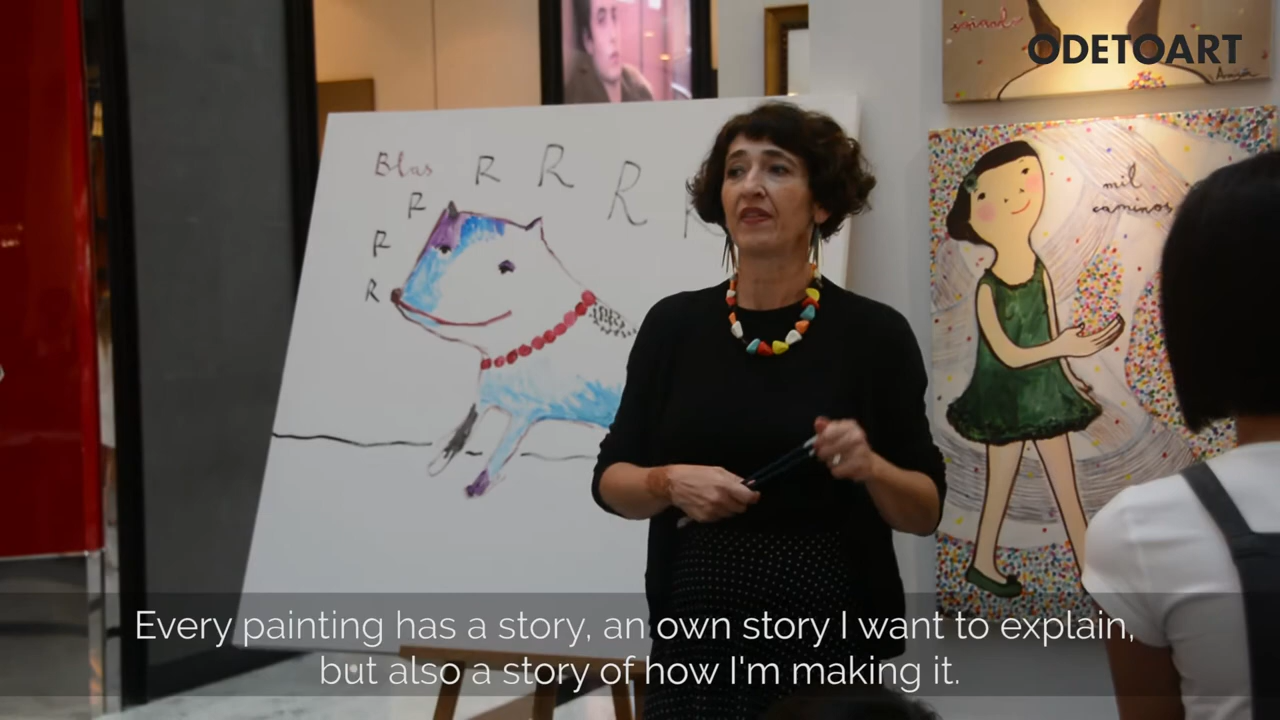 soñando
ODETOART
Blas R R R
R
R
R
mil
caminos
Every painting has a story, an own story I want to explain,
but also a story of how I'm making it.